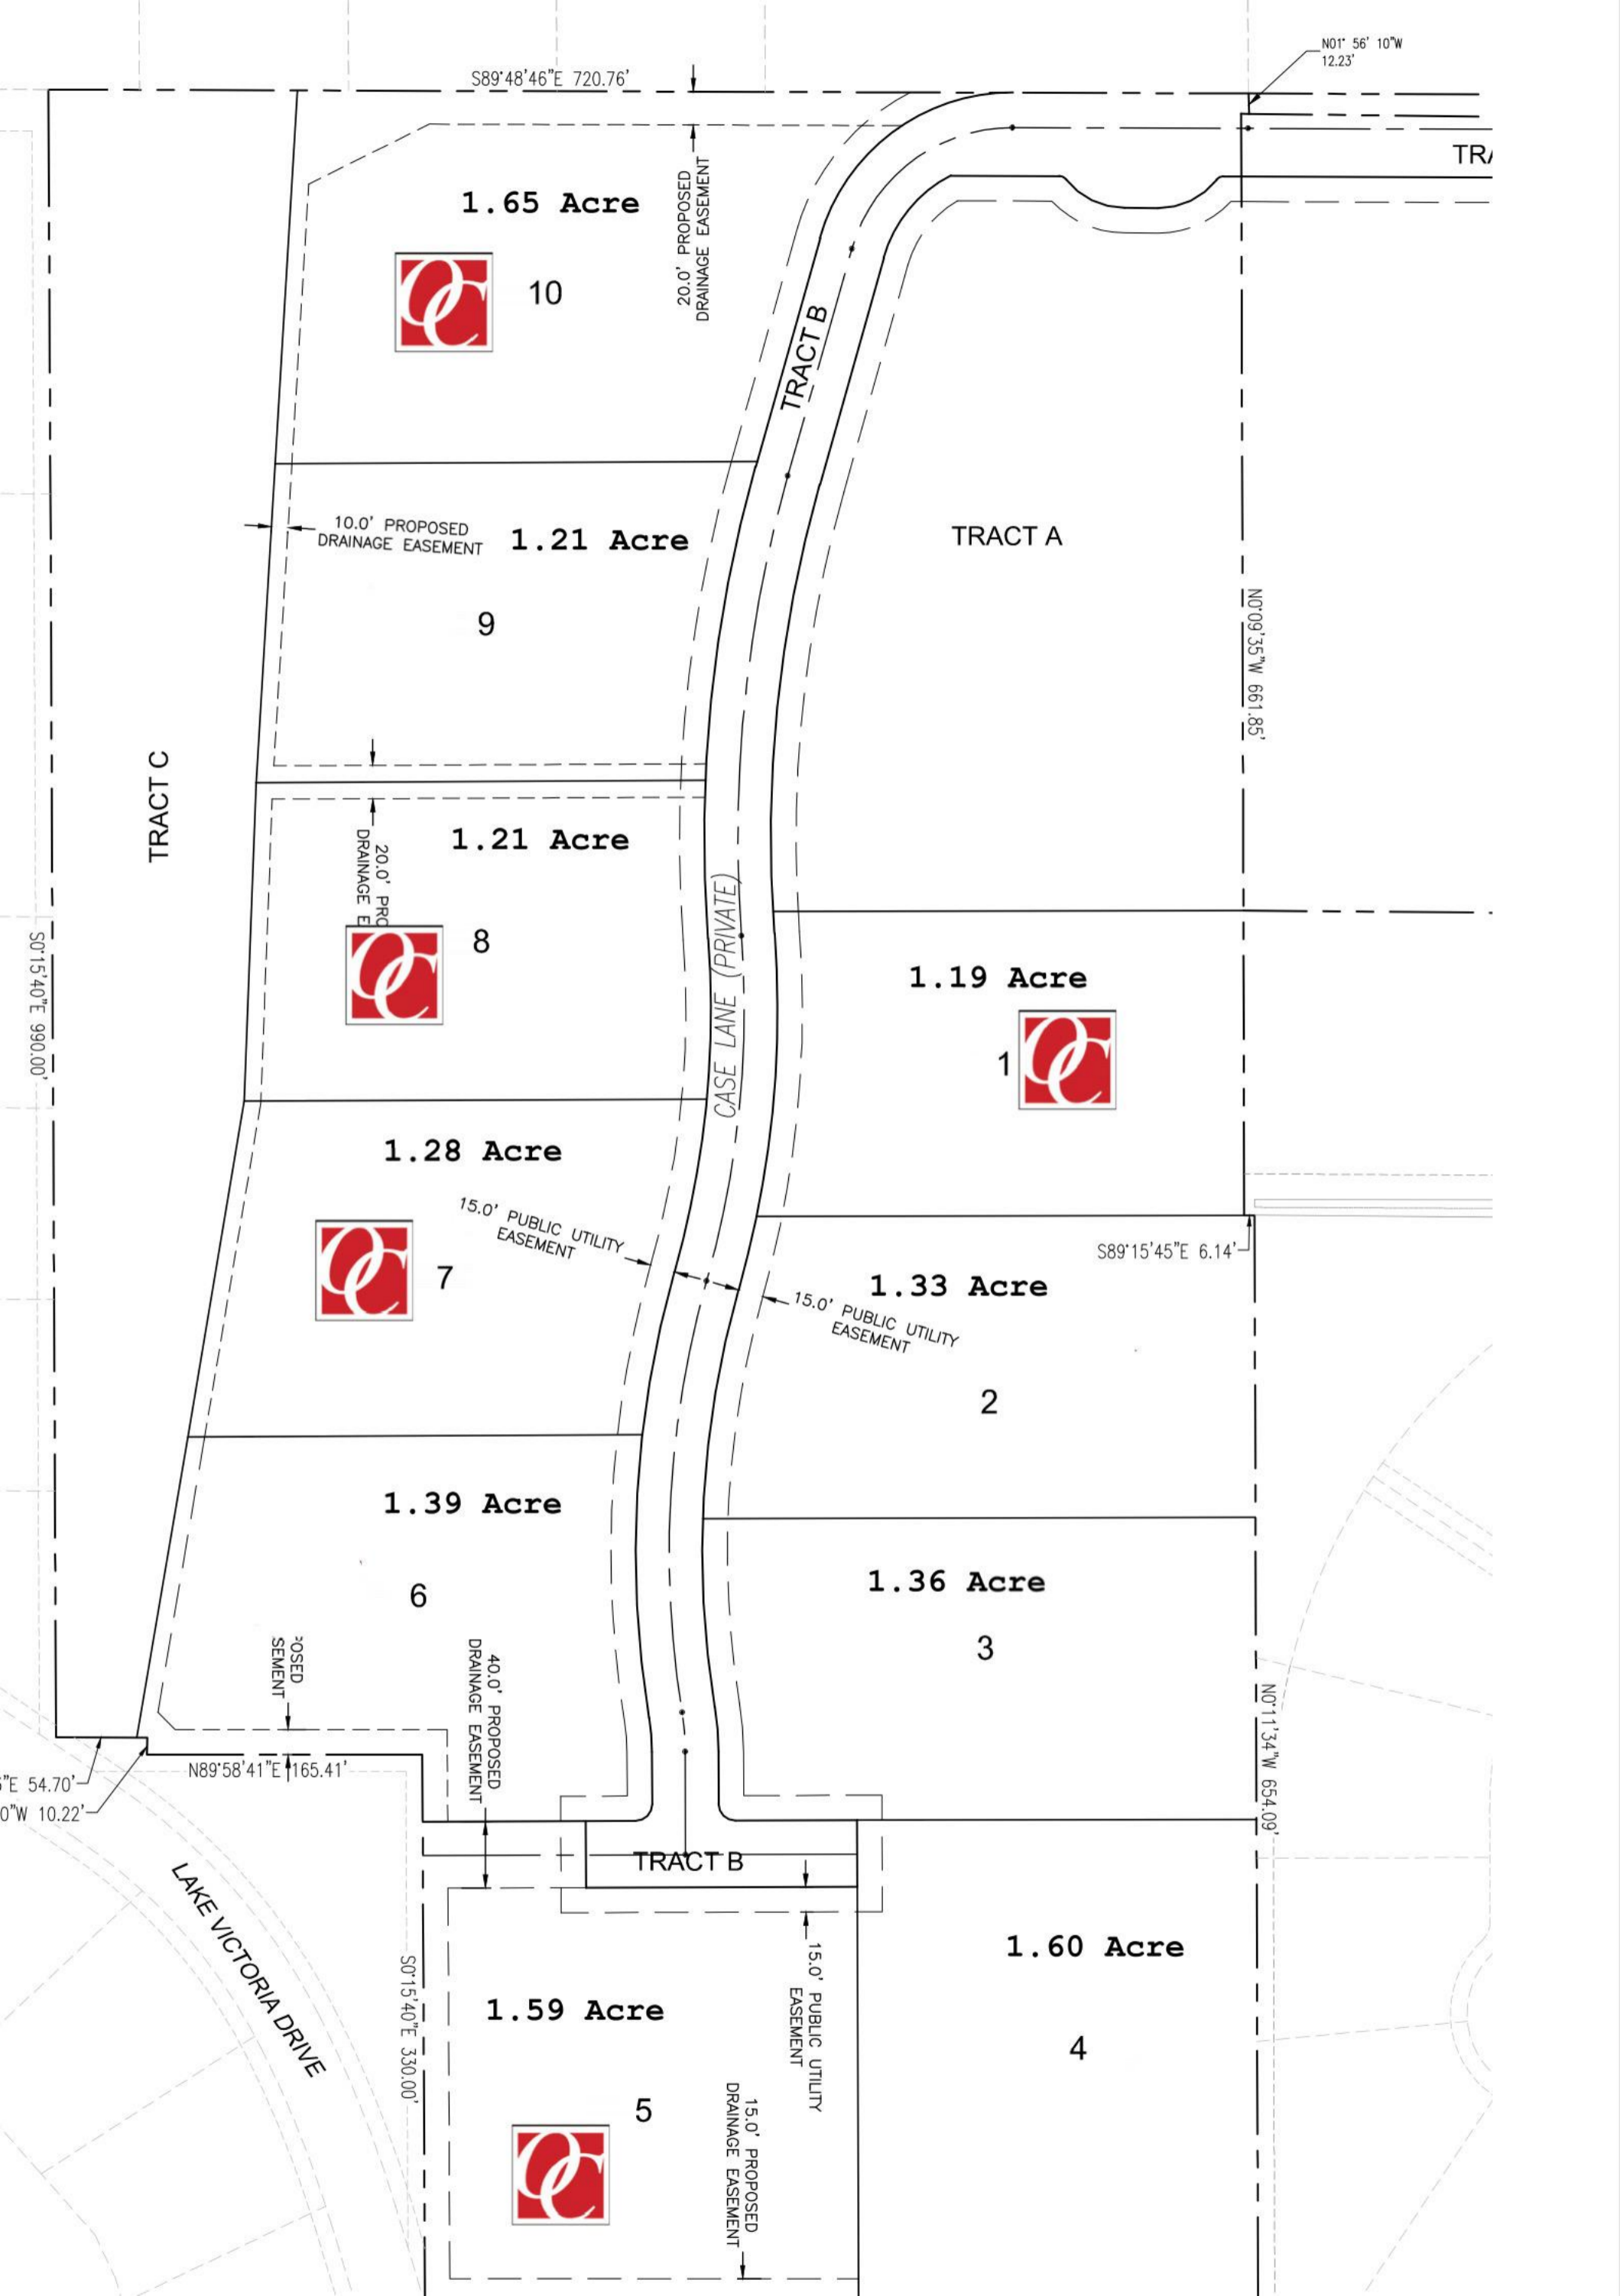 N01° 56' 10"W
12.23'
S89°48'46"E 720.76'
1.65 Acre
10
20.0' PROPOSED
DRAINAGE EASEMENT
TRACT B
10.0' PROPOSED
DRAINAGE EASEMENT
1.21 Acre
9
TRACT A
N0°09'35"W 661.85'
TRACT C
20.0' PRO
DRAINAGE E
1.21 Acre
8
CASE LANE (PRIVATE)
S0°15'40"E 990.00'
1.19 Acre
1
1.28 Acre
7
15.0' PUBLIC UTILITY
EASEMENT
S89°15'45"E 6.14'
1.33 Acre
15.0' PUBLIC UTILITY
EASEMENT
2
1.39 Acre
6
1.36 Acre
3
OSED
SEMENT
40.0' PROPOSED
DRAINAGE EASEMENT
N0°11'34"W 654.09'
N89°58'41"E 165.41'
"E 54.70'
0"W 10.22'
TRACT B
LAKE VICTORIA DRIVE
S0°15'40"E 330.00'
1.59 Acre
5
15.0' PUBLIC UTILITY
EASEMENT
15.0' PROPOSED
DRAINAGE EASEMENT
1.60 Acre
4